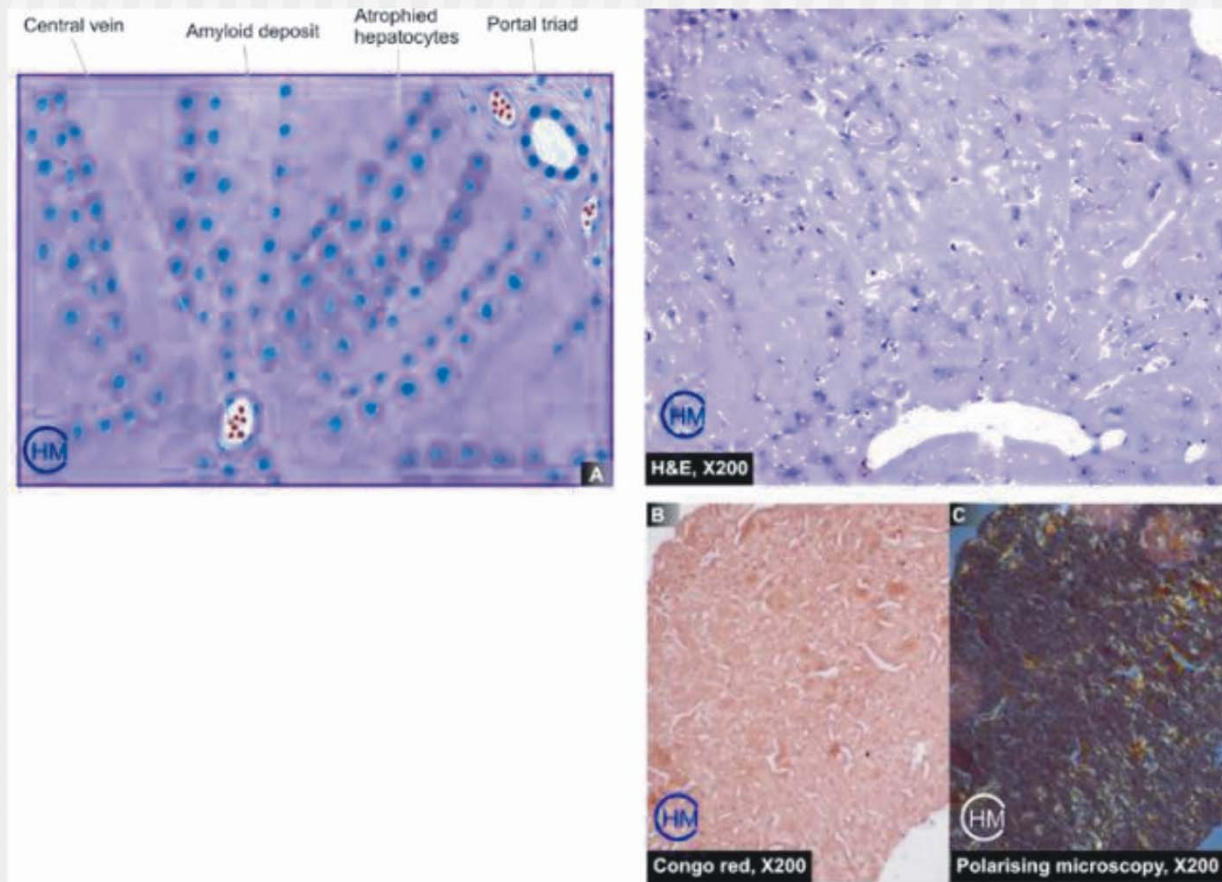 Central vein
Amyloid deposit
Atrophied
hepatocytes
Portal triad
HM
A
HM
H&E, X200
B
HM
Congo red, X200
C
HM
Polarising microscopy, X200